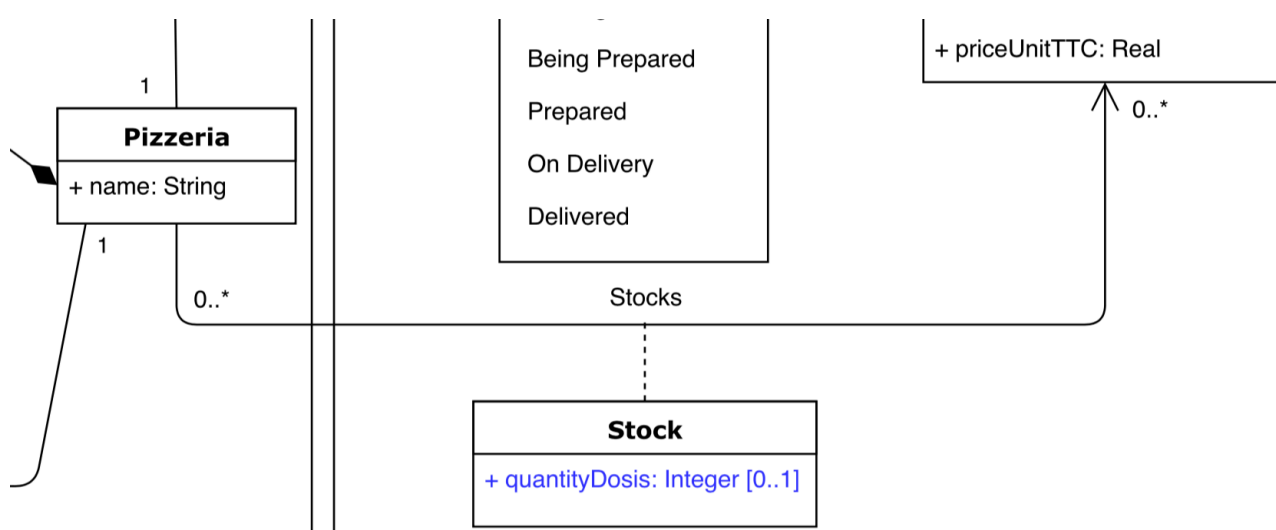 Being Prepared
+ priceUnitTTC: Real
1
0..*
Prepared
Pizzeria
On Delivery
+ name: String
Delivered
1
0..*
Stocks
Stock
+ quantityDosis: Integer [0..1]